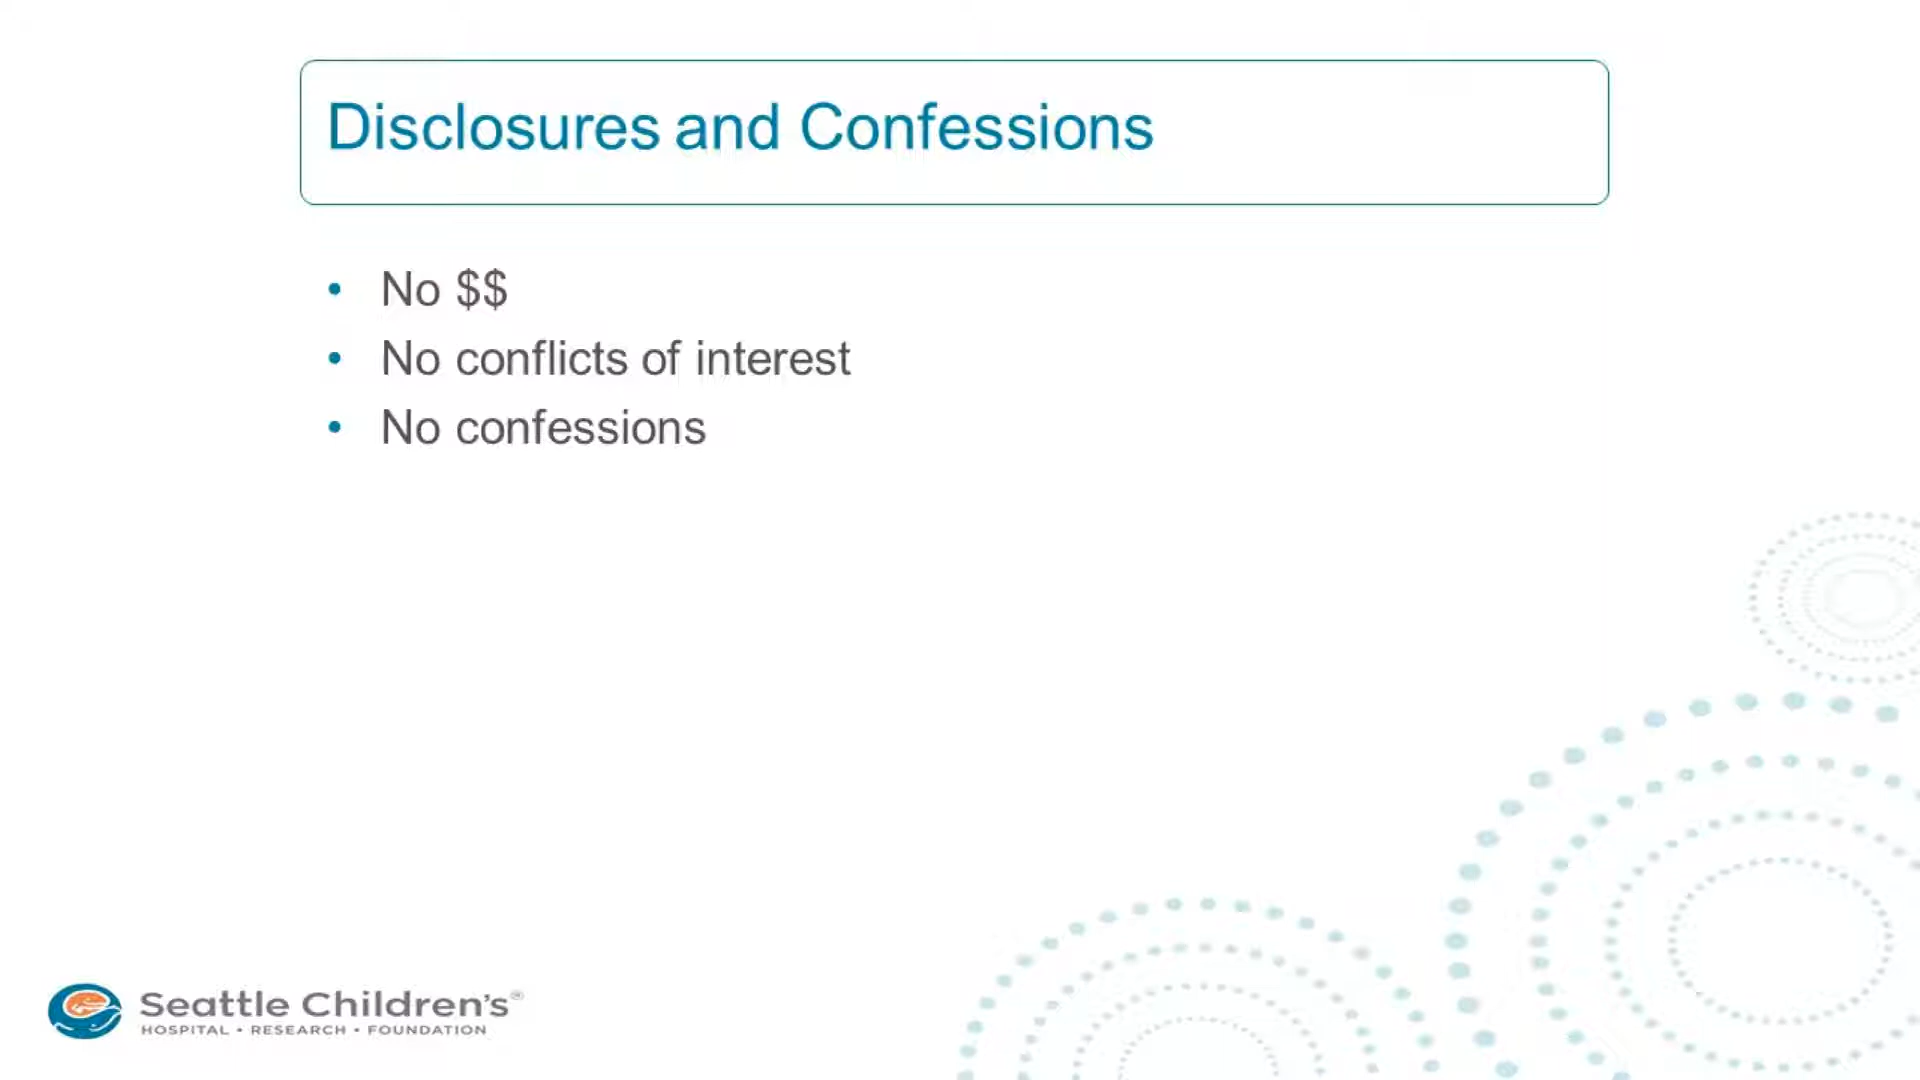 Disclosures and Confessions
• No $$
• No conflicts of interest
• No confessions
Seattle Children's®
HOSPITAL • RESEARCH • FOUNDATION